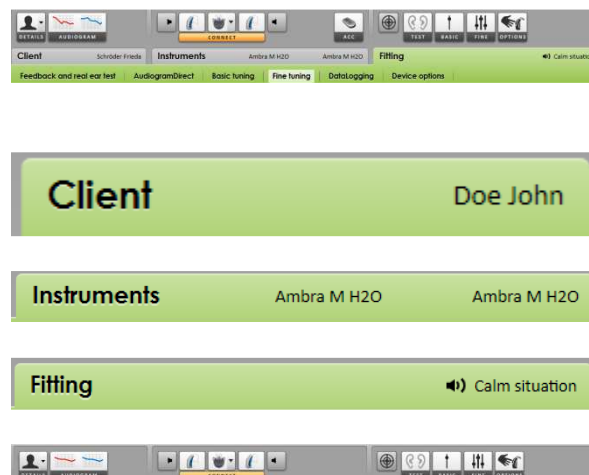 DETAILS AUDIOGRAM CONNECT ACC TEST BASIC FINE OPTIONS
Client Schröder Frieda Instruments Ambra M H2O Ambra M H2O Fitting Calm situation
Feedback and real ear test AudiogramDirect Basic tuning Fine tuning DataLogging Device options
Client Doe John
Instruments Ambra M H2O Ambra M H2O
Fitting Calm situation